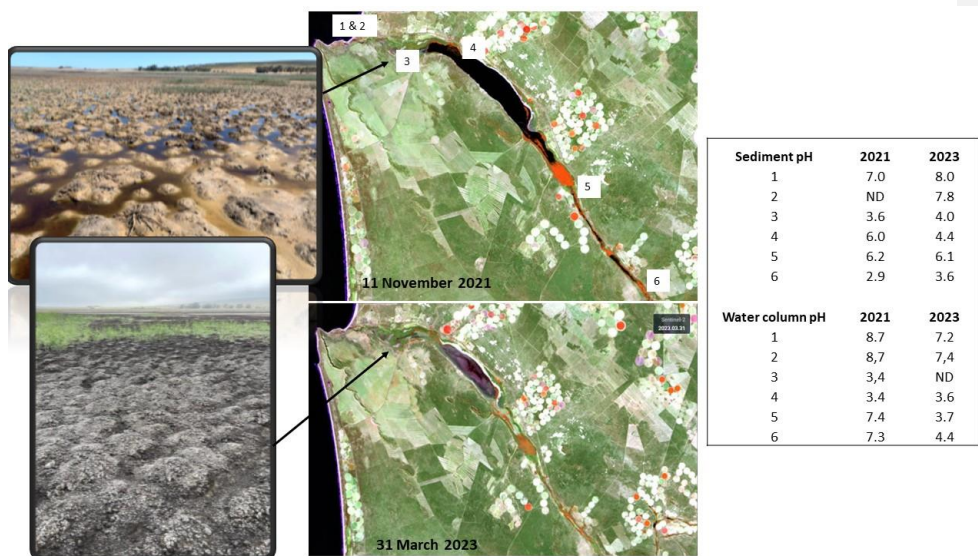 1 & 2
3
4
5
6
11 November 2021
Sentinel-2
2023.03.31
31 March 2023
Sediment pH 2021 2023
1 7.0 8.0
2 ND 7.8
3 3.6 4.0
4 6.0 4.4
5 6.2 6.1
6 2.9 3.6
Water column pH 2021 2023
1 8.7 7.2
2 8,7 7,4
3 3,4 ND
4 3.4 3.6
5 7.4 3.7
6 7.3 4.4